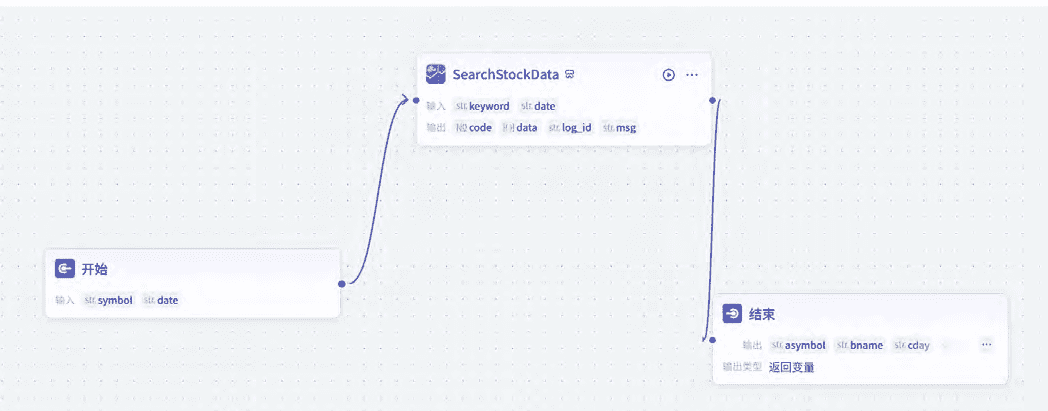 SearchStockData
输入 str.keyword str.date
输出 code data str.log_id str.msg
开始
输入 str.symbol str.date
结束
输出 str.asymbol str.bname str.cday ...
输出类型 返回变量